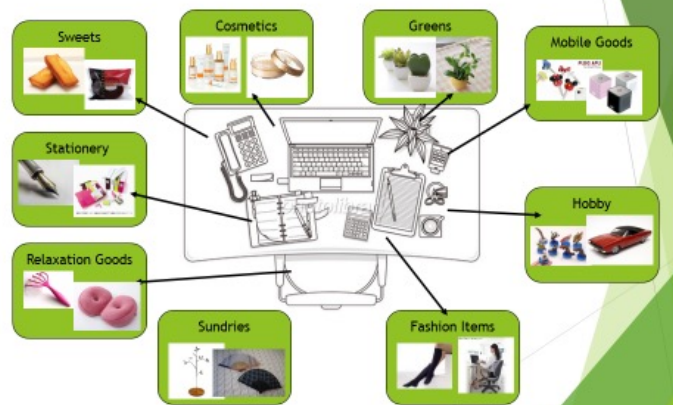 Sweets
Cosmetics
Greens
Mobile Goods
Stationery
Hobby
Relaxation Goods
Sundries
Fashion Items